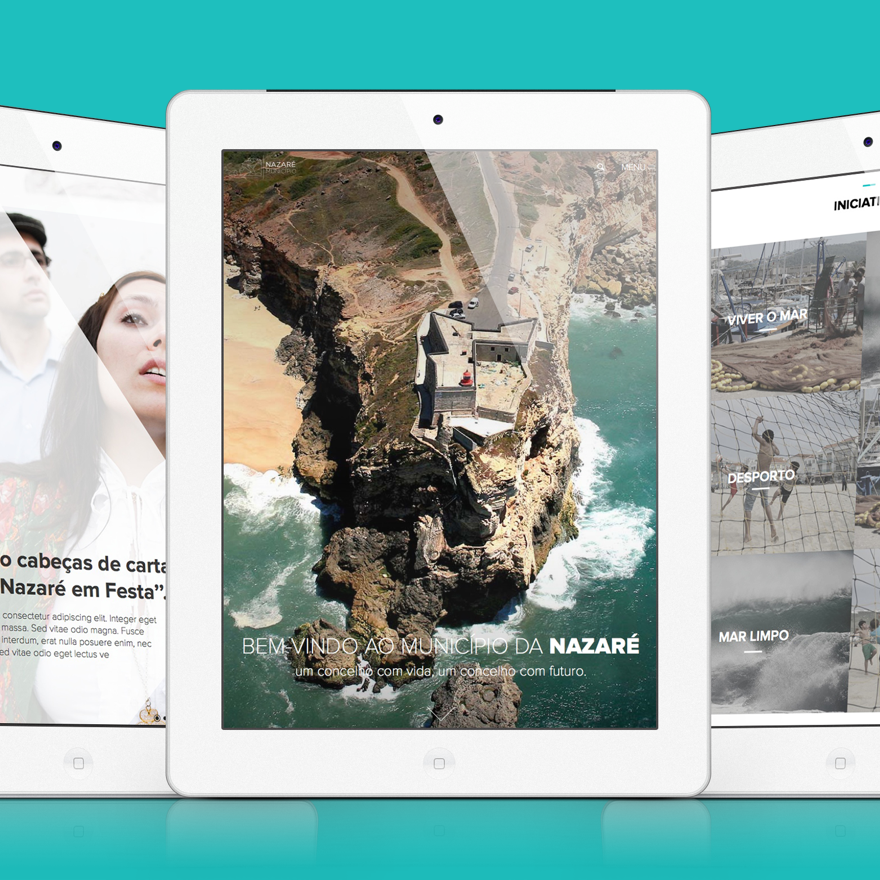 o cabeças de carta
Nazaré em Festa”.
consectetur adipiscing elit. Integer eget
massa. Sed vitae odio magna. Fusce
interdum, erat nulla posuere enim, nec
ed vitae odio eget lectus ve
NAZARÉ
MUNICÍPIO
MENU
BEM-VINDO AO MUNICÍPIO DA NAZARÉ
um concelho com vida, um concelho com futuro.
INICIATI
VIVER O MAR
DESPORTO
MAR LIMPO